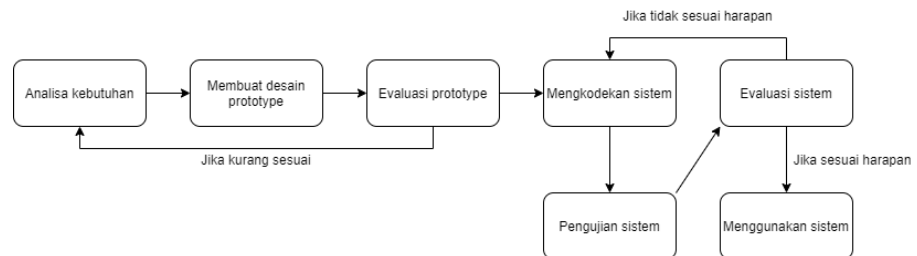 Jika tidak sesuai harapan
Analisa kebutuhan
Membuat desain
prototype
Evaluasi prototype
Mengkodekan sistem
Evaluasi sistem
Jika kurang sesuai
Jika sesuai harapan
Pengujian sistem
Menggunakan sistem